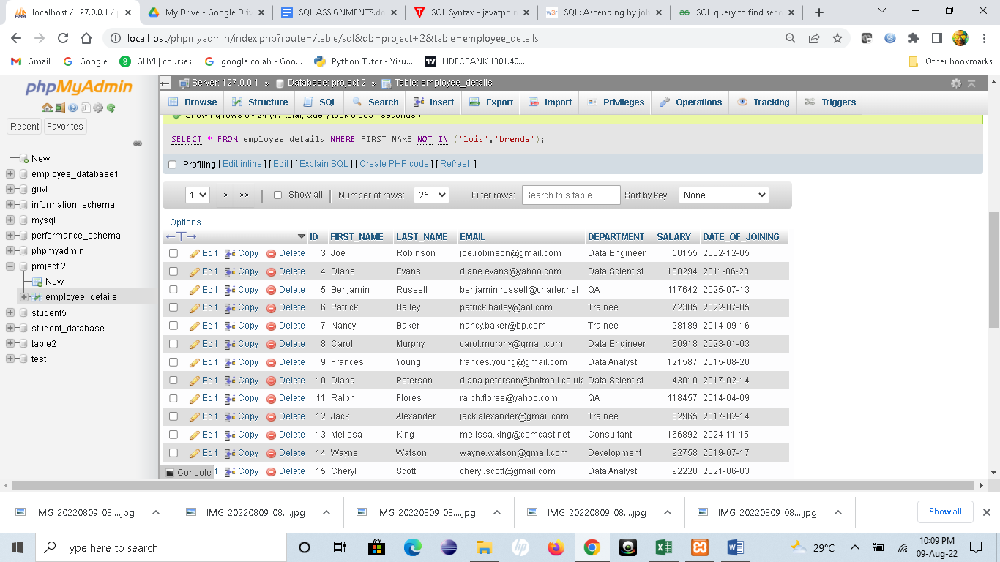 localhost / 127.0.0.1 / p
My Drive - Google Driv
SQL ASSIGNMENTS.do
SQL Syntax - javatpoin
SQL: Ascending by jo
SQL query to find seco
localhost/phpmyadmin/index.php?route=/table/sql&db=project+2&table=employee_details
Gmail Google GUVI | courses google colab - Goo... Python Tutor - Visu... HDFCBANK 1301.40... Other bookmarks
phpMyAdmin
Recent Favorites
New
employee_database1
guvi
information_schema
mysql
performance_schema
phpmyadmin
project 2
New
employee_details
student5
student_database
table2
test
Server: 127.0.0.1 » Database: project 2 » Table: employee_details
Browse Structure SQL Search Insert Export Import Privileges Operations Tracking Triggers
Showing rows 0 - 24 (47 total, Query took seconds.)
SELECT * FROM employee_details WHERE FIRST_NAME NOT IN ('lois','brenda');
Profiling [ Edit inline ] [ Edit ] [ Explain SQL ] [ Create PHP code ] [ Refresh ]
1 > >> | Show all | Number of rows: 25 Filter rows: Search this table Sort by key: None
+ Options
←T→ ID FIRST_NAME LAST_NAME EMAIL DEPARTMENT SALARY DATE_OF_JOINING
Edit Copy Delete 3 Joe Robinson joe.robinson@gmail.com Data Engineer 50155 2002-12-05
Edit Copy Delete 4 Diane Evans diane.evans@yahoo.com Data Scientist 180294 2011-06-28
Edit Copy Delete 5 Benjamin Russell benjamin.russell@charter.net QA 117642 2025-07-13
Edit Copy Delete 6 Patrick Bailey patrick.bailey@aol.com Trainee 72305 2022-07-05
Edit Copy Delete 7 Nancy Baker nancy.baker@bp.com Trainee 98189 2014-09-16
Edit Copy Delete 8 Carol Murphy carol.murphy@gmail.com Data Engineer 60918 2023-01-03
Edit Copy Delete 9 Frances Young frances.young@gmail.com Data Analyst 121587 2015-08-20
Edit Copy Delete 10 Diana Peterson diana.peterson@hotmail.co.uk Data Scientist 43010 2017-02-14
Edit Copy Delete 11 Ralph Flores ralph.flores@yahoo.com QA 118457 2014-04-09
Edit Copy Delete 12 Jack Alexander jack.alexander@gmail.com Trainee 82965 2017-02-14
Edit Copy Delete 13 Melissa King melissa.king@comcast.net Consultant 166892 2024-11-15
Edit Copy Delete 14 Wayne Watson wayne.watson@gmail.com Development 92758 2019-07-17
Console t Copy Delete 15 Cheryl Scott cheryl.scott@gmail.com Data Analyst 92220 2021-06-03
IMG_20220809_08....jpg IMG_20220809_08....jpg IMG_20220809_08....jpg IMG_20220809_08....jpg IMG_20220809_08....jpg Show all
Type here to search
29°C
10:09 PM
09-Aug-22